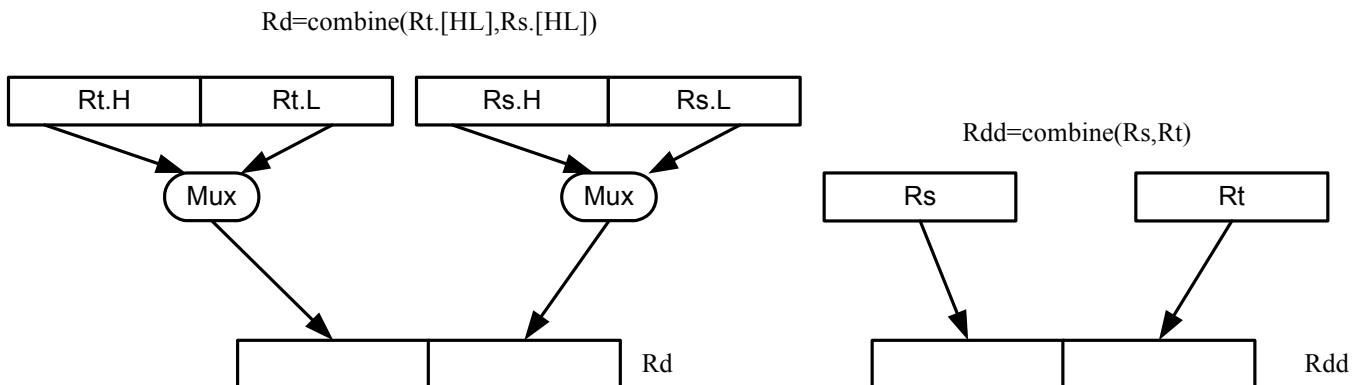 Rd=combine(Rt.[HL],Rs.[HL])
Rt.H Rt.L Rs.H Rs.L
Rdd=combine(Rs,Rt)
Mux Mux
Rs Rt
Rd
Rdd